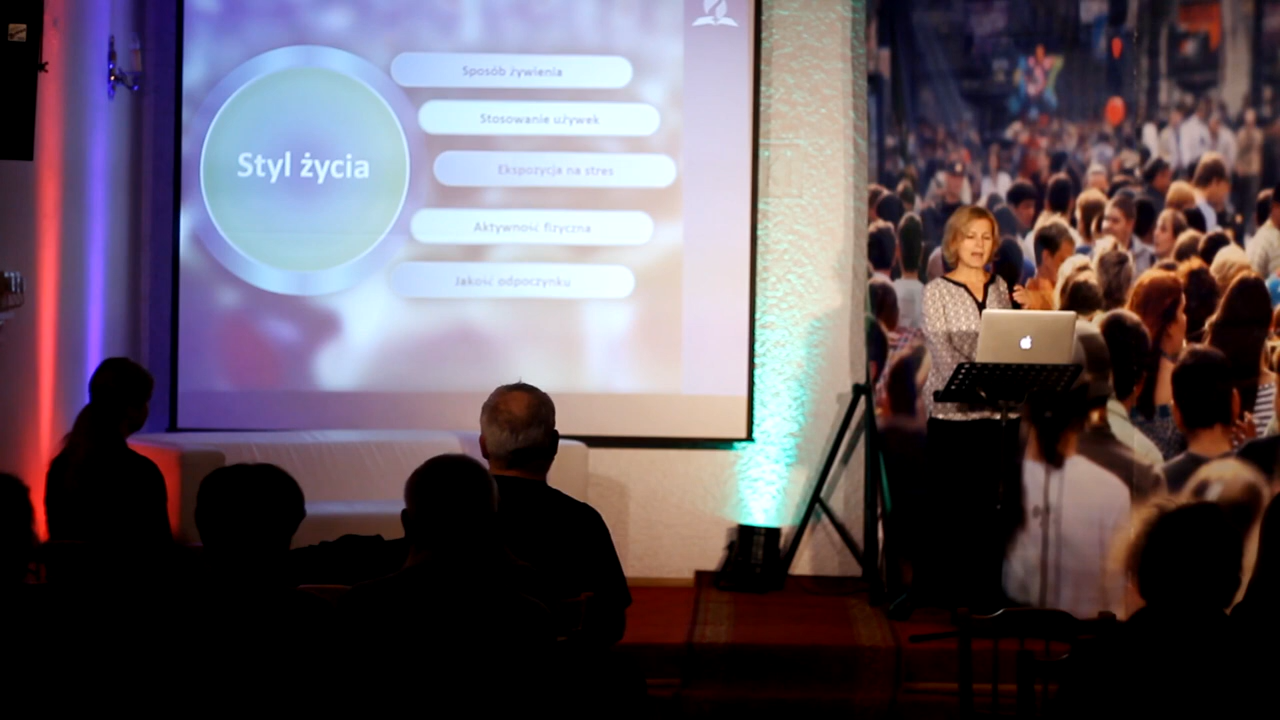 Styl życia
Sposób żywienia
Stosowanie używek
Ekspozycja na stres
Aktywność fizyczna
Jakość odpoczynku